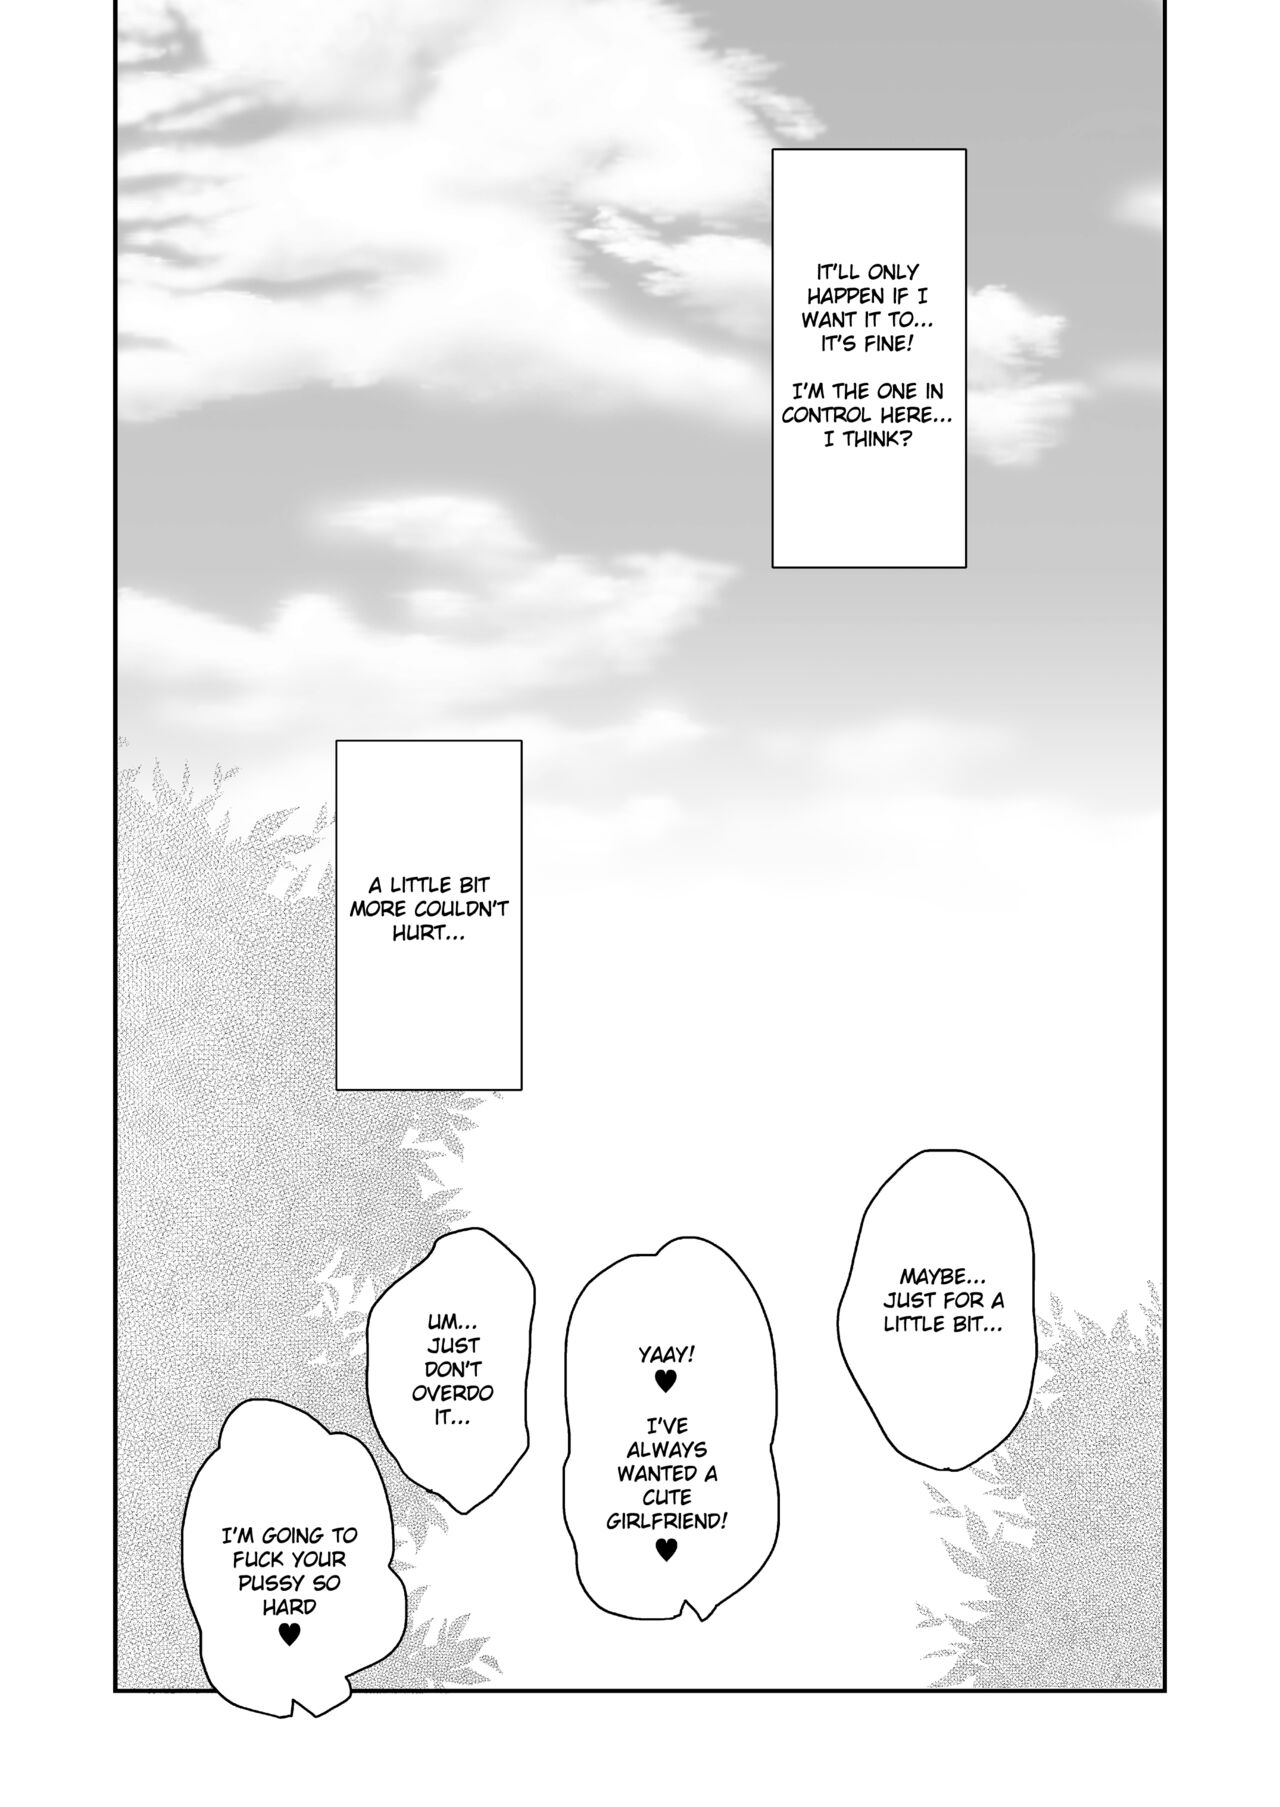 IT'LL ONLY
HAPPEN IF I
WANT IT TO...
IT'S FINE!
I'M THE ONE IN
CONTROL HERE...
I THINK?
A LITTLE BIT
MORE COULDN'T
HURT...
MAYBE...
JUST FOR A
LITTLE BIT...
YAAY!
♥
I'VE
ALWAYS
WANTED A
CUTE
GIRLFRIEND!
♥
UM...
JUST
DON'T
OVERDO
IT...
I'M GOING TO
FUCK YOUR
PUSSY SO
HARD
♥